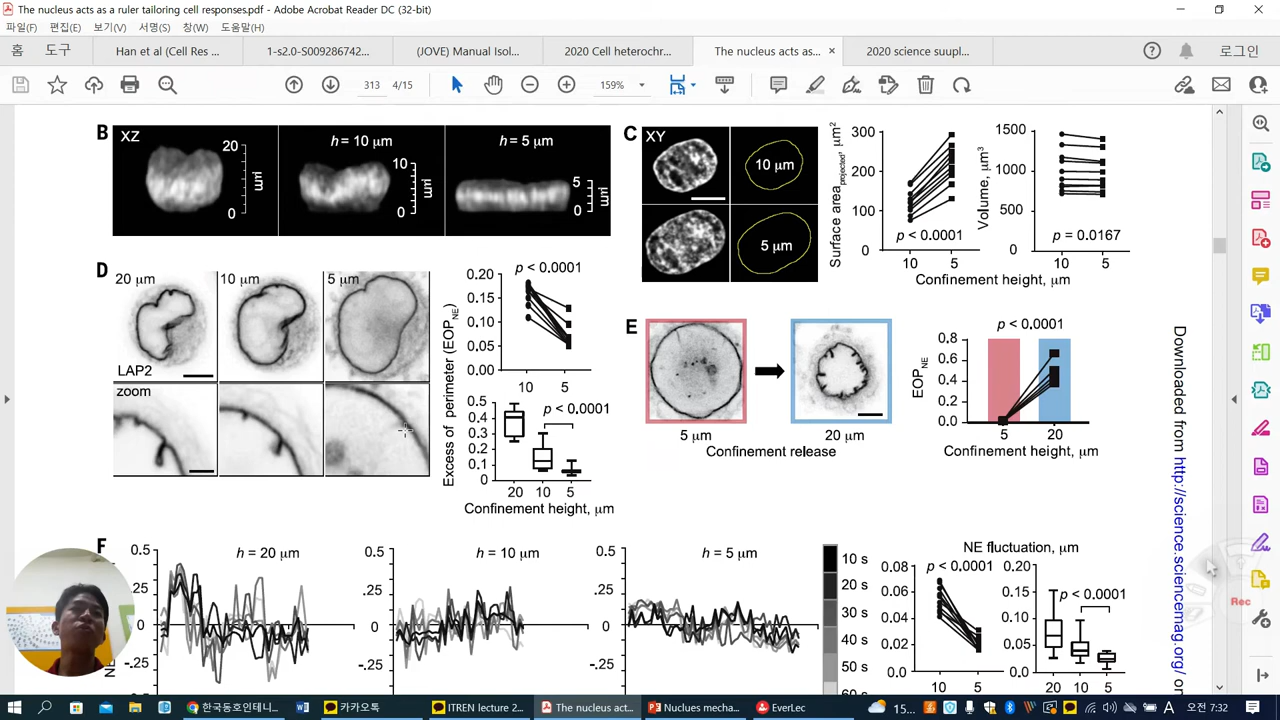 The nucleus acts as a ruler tailoring cell responses.pdf - Adobe Acrobat Reader DC (32-bit)
파일(F) 편집(E) 보기(V) 서명(S) 창(W) 도움말(H)
홈 도구 Han et al (Cell Res ... 1-s2.0-S009286742... (JOVE) Manual Isol... 2020 Cell heterochr... The nucleus acts as... × 2020 science suupl... 로그인
313 4/15 159%
B XZ h = 10 μm h = 5 μm
20 0 μm
10 0 μm
5 0 μm
C XY
10 μm
5 μm
Surface area projected, μm2
300
200
100
0
p < 0.0001
10 5
Volume, μm3
1500
1000
500
0
p = 0.0167
10 5
Confinement height, μm
D 20 μm 10 μm 5 μm
LAP2
zoom
Excess of perimeter (EOPNE)
0.20
0.15
0.10
0.05
0.00
p < 0.0001
10 5
0.5
0.4
0.3
0.2
0.1
0
p < 0.0001
20 10 5
Confinement height, μm
E
5 μm 20 μm
Confinement release
EOPNE
0.8
0.6
0.4
0.2
0.0
p < 0.0001
5 20
Confinement height, μm
Downloaded from http://science.sciencemag.org/ on
F
0.5 h = 20 μm 0.5 h = 10 μm 0.5 h = 5 μm
.25 .25 .25
0 0 0
-.25 -.25 -.25
NE
10 s
20 s
30 s
40 s
50 s
60 s
NE fluctuation, μm
0.08
0.06
0.04
0.02
0.0
p < 0.0001
10 5
0.20
0.15
0.10
0.05
0.0
p < 0.0001
20 10 5
Rec
한국동호인테니... 카카오톡 ITREN lecture 2... The nucleus act... Nuclues mecha... EverLec 15... 오전 7:32